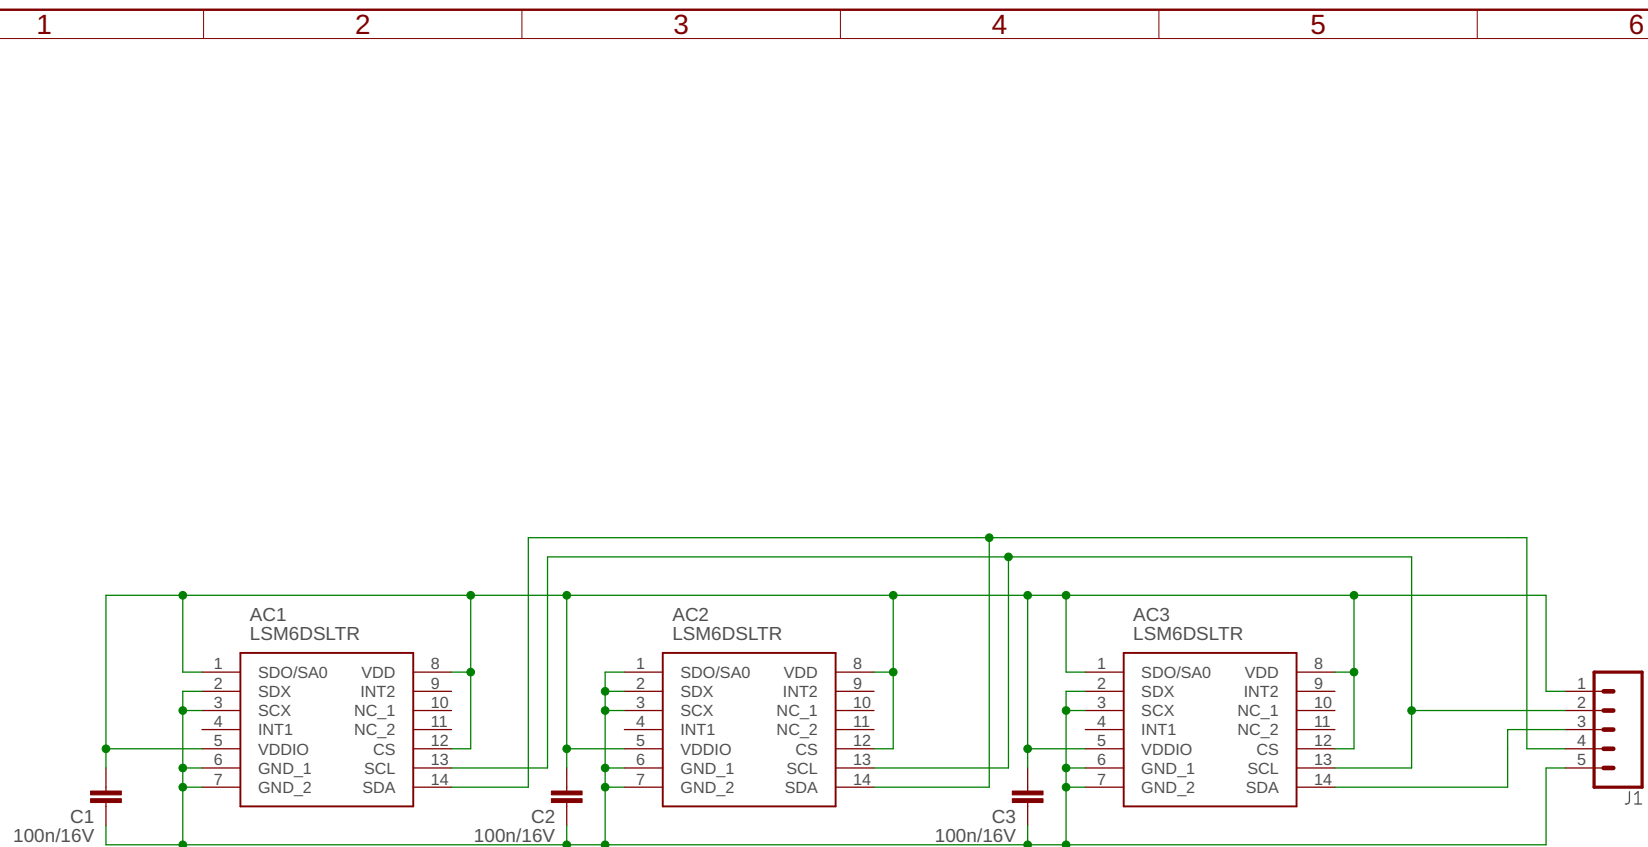 1 2 3 4 5 6
AC1
LSM6DSLTR
1 SDO/SA0 VDD 8
2 SDX INT2 9
3 SCX NC_1 10
4 INT1 NC_2 11
5 VDDIO CS 12
6 GND_1 SCL 13
7 GND_2 SDA 14
C1
100n/16V
AC2
LSM6DSLTR
1 SDO/SA0 VDD 8
2 SDX INT2 9
3 SCX NC_1 10
4 INT1 NC_2 11
5 VDDIO CS 12
6 GND_1 SCL 13
7 GND_2 SDA 14
C2
100n/16V
AC3
LSM6DSLTR
1 SDO/SA0 VDD 8
2 SDX INT2 9
3 SCX NC_1 10
4 INT1 NC_2 11
5 VDDIO CS 12
6 GND_1 SCL 13
7 GND_2 SDA 14
C3
100n/16V
1
2
3
4
5
J1